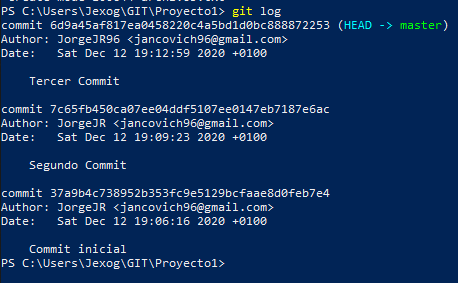 PS C:\Users\Jexog\GIT\Proyecto1> git log
commit 6d9a45af817ea0458220c4a5bd1d0bc888872253 (HEAD -> master)
Author: JorgeJR96 <jancovich96@gmail.com>
Date:   Sat Dec 12 19:12:59 2020 +0100
Tercer Commit
commit 7c65fb450ca07ee04ddf5107ee0147eb7187e6ac
Author: JorgeJR <jancovich96@gmail.com>
Date:   Sat Dec 12 19:09:23 2020 +0100
Segundo Commit
commit 37a9b4c738952b353fc9e5129bcfaae8d0feb7e4
Author: JorgeJR <jancovich96@gmail.com>
Date:   Sat Dec 12 19:06:16 2020 +0100
Commit inicial
PS C:\Users\Jexog\GIT\Proyecto1>